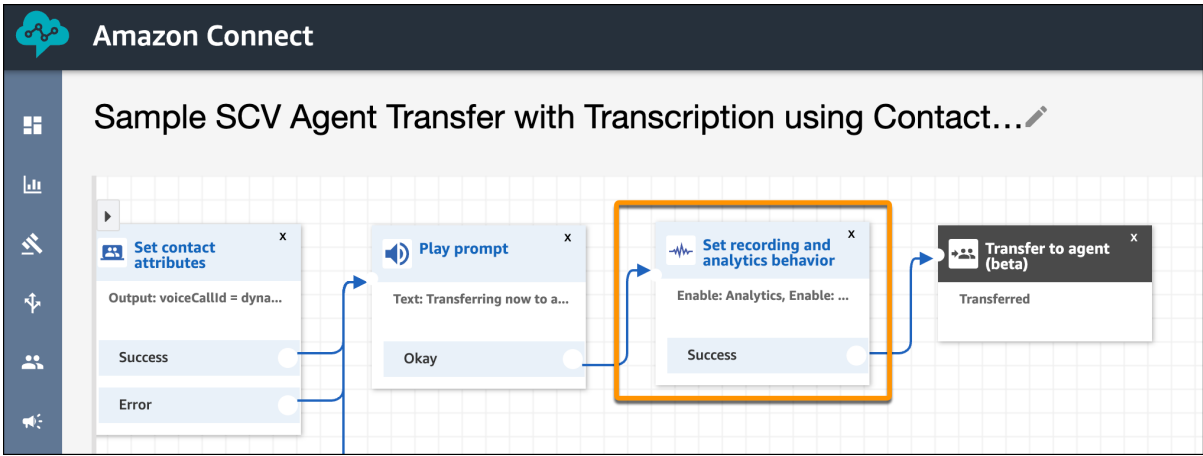 Amazon Connect
Sample SCV Agent Transfer with Transcription using Contact...
x
Set contact
attributes
Output: voiceCallId = dyna...
Success
Error
x
Play prompt
Text: Transferring now to a...
Okay
x
Set recording and
analytics behavior
Enable: Analytics, Enable: ...
Success
x
Transfer to agent
(beta)
Transferred